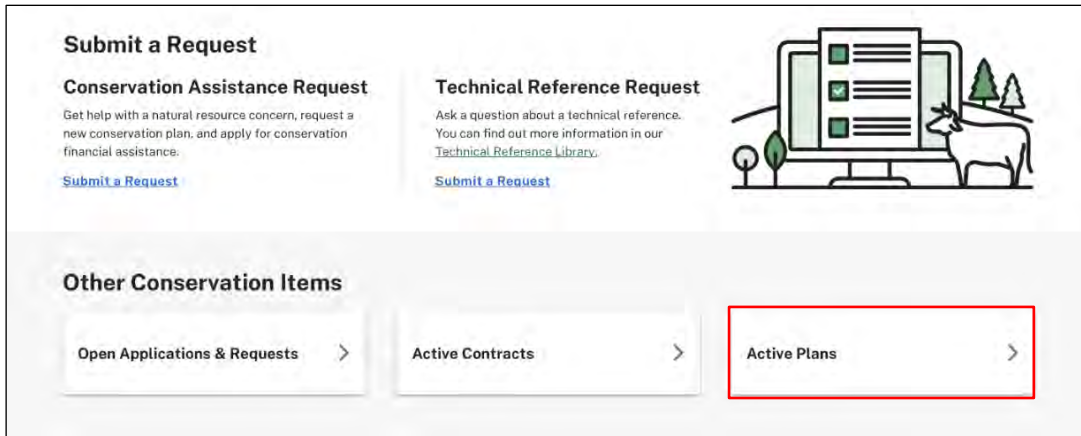 Submit a Request
Conservation Assistance Request
Get help with a natural resource concern, request a
new conservation plan, and apply for conservation
financial assistance.
Submit a Request
Technical Reference Request
Ask a question about a technical reference.
You can find out more information in our
Technical Reference Library.
Submit a Request
Other Conservation Items
Open Applications & Requests
Active Contracts
Active Plans